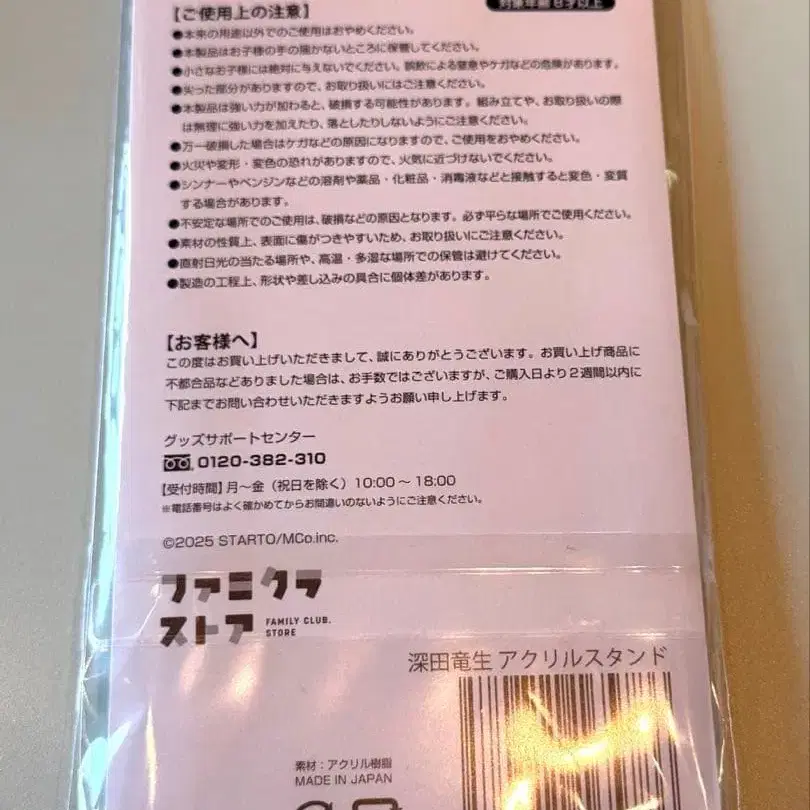 対象年齢 8才以上
【ご使用上の注意】
●本来の用途以外でのご使用はおやめください。
●本製品はお子様の手の届かないところに保管してください。
●小さなお子様には絶対に与えないでください。誤飲による窒息やケガなどの危険があります。
●尖った部分がありますので、お取り扱いにはご注意ください。
●本製品は強い力が加わると、破損する可能性があります。組み立てや、お取り扱いの際
は無理に強い力を加えたり、落としたりしないようにご注意ください。
●万一破損した場合はケガなどの原因になりますので、ご使用をおやめください。
●火災や変形・変色の恐れがありますので、火気に近づけないでください。
●シンナーやベンジンなどの溶剤や薬品・化粧品・消毒液などと接触すると変色・変質
する場合があります。
●不安定な場所でのご使用は、破損などの原因となります。必ず平らな場所でご使用ください。
●素材の性質上、表面に傷がつきやすいため、お取り扱いにご注意ください。
●直射日光の当たる場所や、高温・多湿な場所での保管は避けてください。
●製造の工程上、形状や差し込みの具合に個体差があります。
【お客様へ】
この度はお買い上げいただきまして、誠にありがとうございます。お買い上げ商品に
不都合品などありました場合は、お手数ではございますが、ご購入日より2週間以内に
下記までお問い合わせいただきますようお願い申し上げます。
グッズサポートセンター
0120-382-310
【受付時間】月～金（祝日を除く）10:00～18:00
※電話番号はよく確かめてからお間違いのないようにご注意ください。
©2025 STARTO/MCo.inc.
ファミクラ
ストア
FAMILY CLUB.
STORE
深田竜生 アクリルスタンド
素材：アクリル樹脂
MADE IN JAPAN